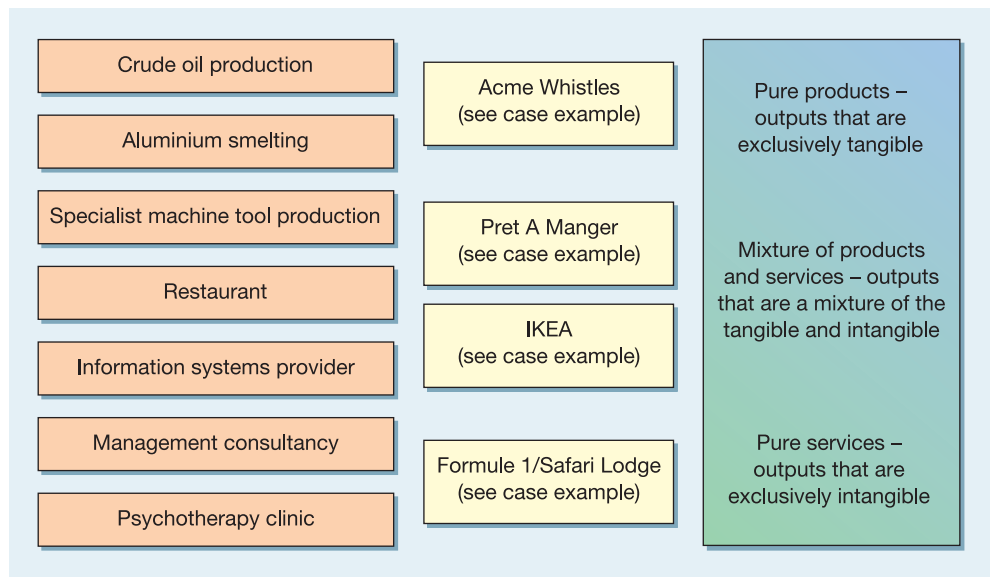 Crude oil production
Aluminium smelting
Specialist machine tool production
Restaurant
Information systems provider
Management consultancy
Psychotherapy clinic
Acme Whistles
(see case example)
Pret A Manger
(see case example)
IKEA
(see case example)
Formule 1/Safari Lodge
(see case example)
Pure products –
outputs that are
exclusively tangible
Mixture of products
and services – outputs
that are a mixture of the
tangible and intangible
Pure services –
outputs that are
exclusively intangible